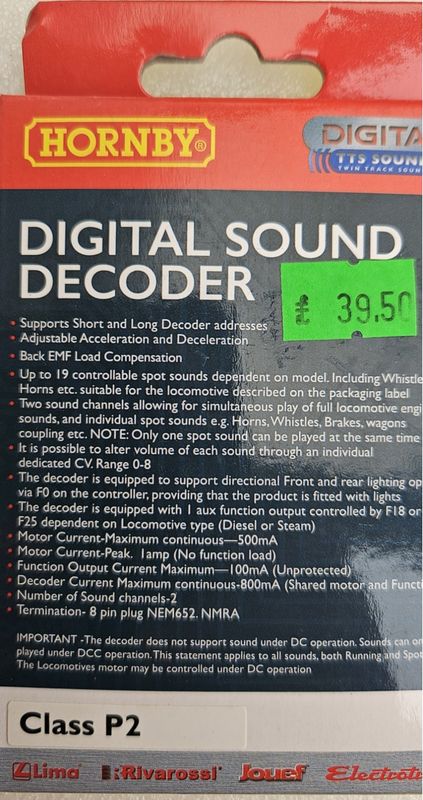 HORNBY®
DIGITA
TTS SOUN
TWIN TRACK SOUN
DIGITAL SOUND
DECODER
£ 39.50
• Supports Short and Long Decoder addresses
• Adjustable Acceleration and Deceleration
• Back EMF Load Compensation
• Up to 19 controllable spot sounds dependent on model. Including Whistle
Horns etc. suitable for the locomotive described on the packaging label
• Two sound channels allowing for simultaneous play of full locomotive engi
sounds, and individual spot sounds e.g. Horns, Whistles, Brakes, wagons
coupling etc. NOTE: Only one spot sound can be played at the same time
• It is possible to alter volume of each sound through an individual
dedicated CV. Range 0-8
• The decoder is equipped to support directional Front and rear lighting op
via F0 on the controller, providing that the product is fitted with lights
• The decoder is equipped with 1 aux function output controlled by F18 or
F25 dependent on Locomotive type (Diesel or Steam)
• Motor Current-Maximum continuous—500mA
• Motor Current-Peak. 1amp (No function load)
• Function Output Current Maximum—100mA (Unprotected)
• Decoder Current Maximum continuous-800mA (Shared motor and Functi
• Number of Sound channels-2
• Termination- 8 pin plug NEM652. NMRA
IMPORTANT -The decoder does not support sound under DC operation. Sounds can on
played under DCC operation. This statement applies to all sounds, both Running and Spot
The Locomotives motor may be controlled under DC operation
Class P2
Lima Rivarossi Jouef Electrotr